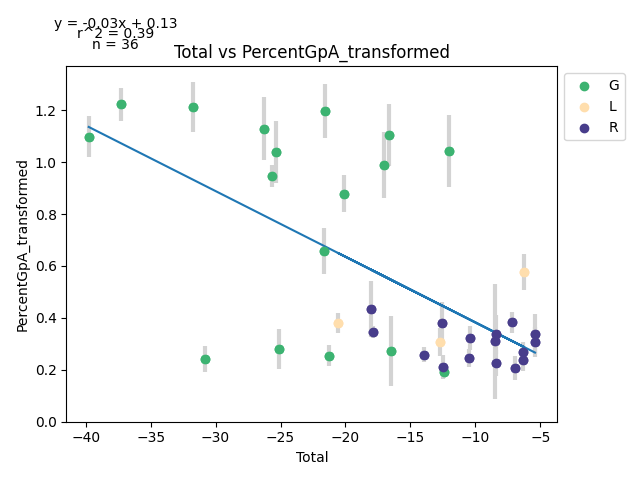 y = -0.03x + 0.13
r^2 = 0.39
n = 36
Total vs PercentGpA_transformed
G
L
R
PercentGpA_transformed
1.2
1.0
0.8
0.6
0.4
0.2
0.0
−40
−35
−30
−25
−20
−15
−10
−5
Total